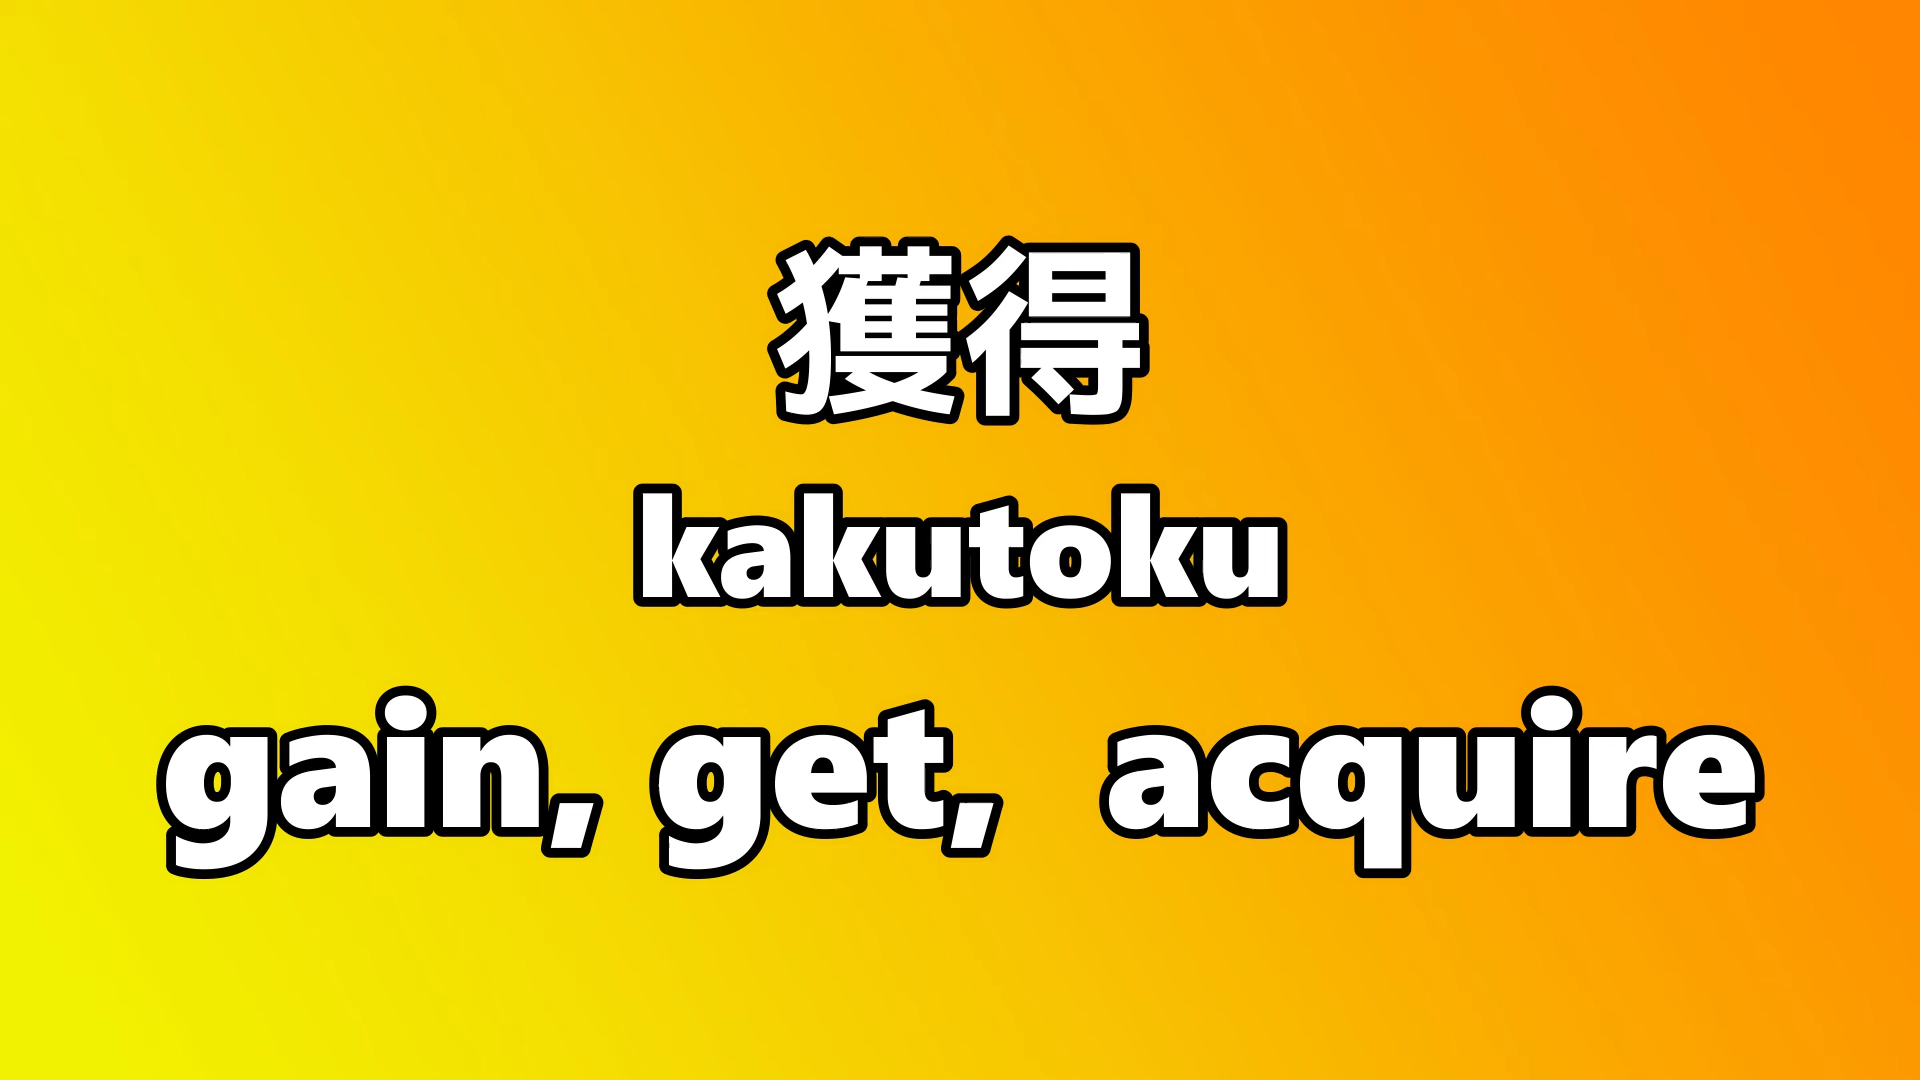 獲得
kakutoku
gain, get,  acquire